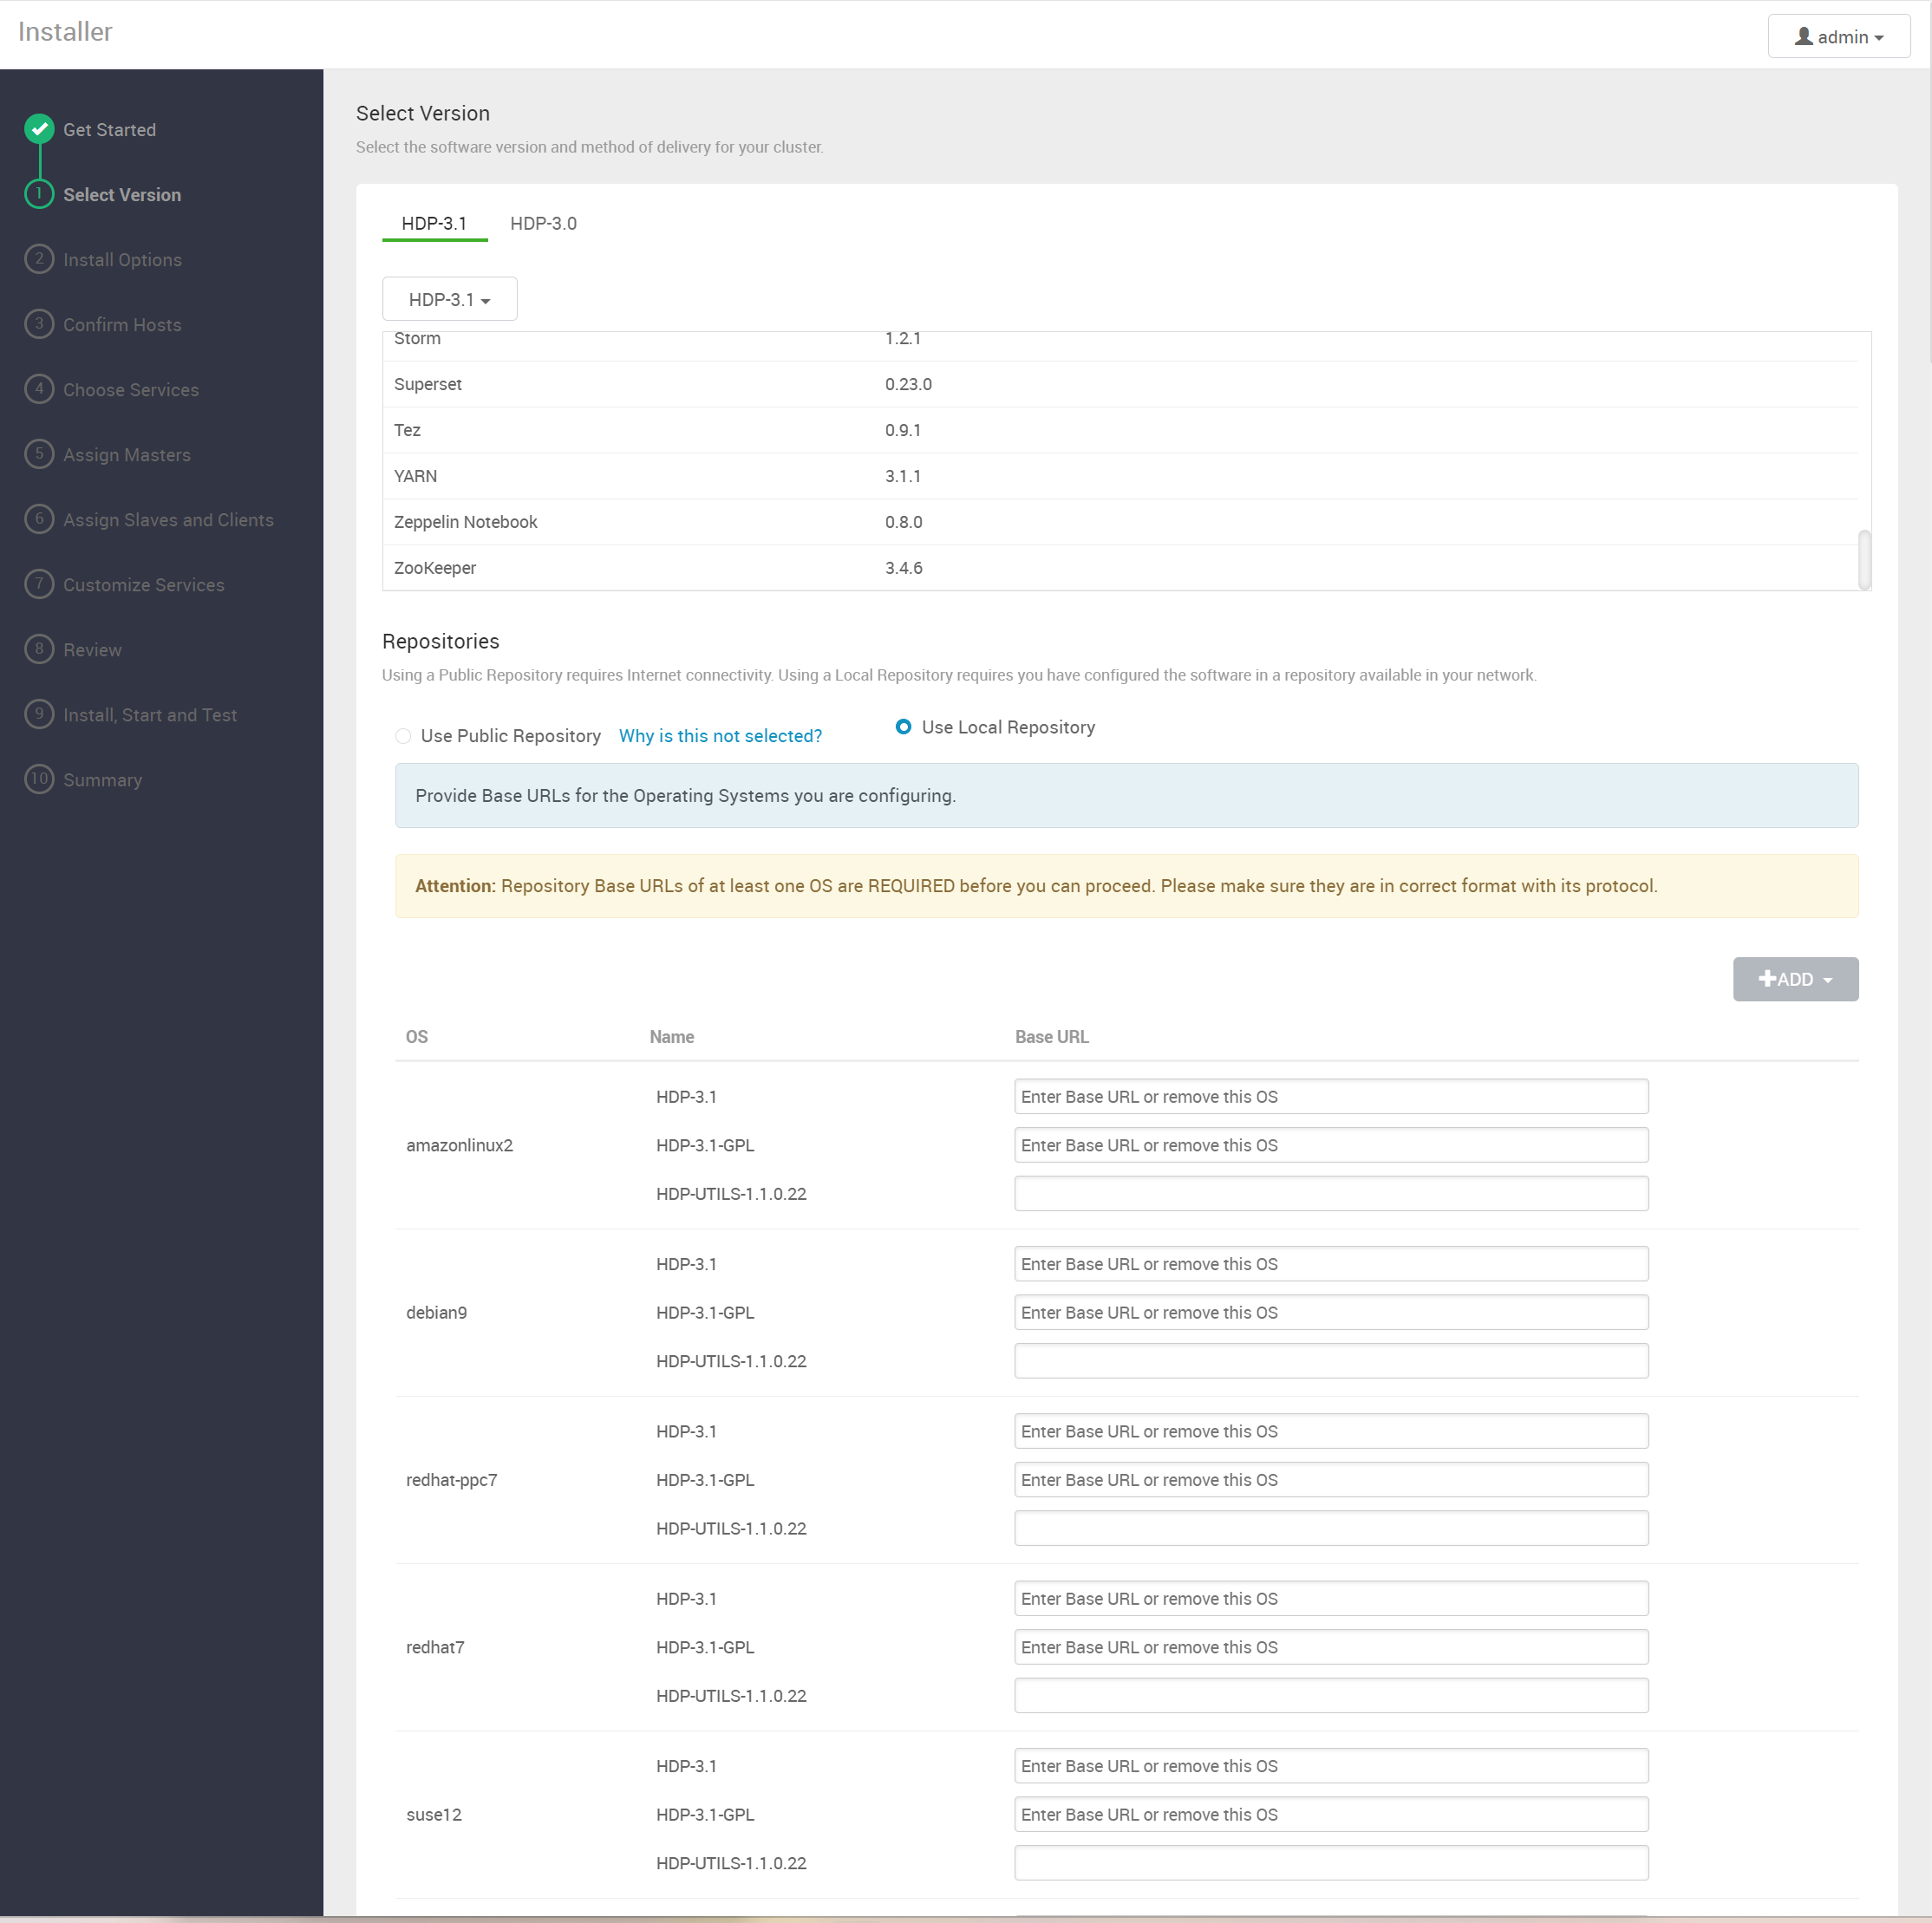 Installer
admin
Get Started
1 Select Version
2 Install Options
3 Confirm Hosts
4 Choose Services
5 Assign Masters
6 Assign Slaves and Clients
7 Customize Services
8 Review
9 Install, Start and Test
10 Summary
Select Version
Select the software version and method of delivery for your cluster.
HDP-3.1 HDP-3.0
HDP-3.1
Storm 1.2.1
Superset 0.23.0
Tez 0.9.1
YARN 3.1.1
Zeppelin Notebook 0.8.0
ZooKeeper 3.4.6
Repositories
Using a Public Repository requires Internet connectivity. Using a Local Repository requires you have configured the software in a repository available in your network.
Use Public Repository Why is this not selected? Use Local Repository
Provide Base URLs for the Operating Systems you are configuring.
Attention: Repository Base URLs of at least one OS are REQUIRED before you can proceed. Please make sure they are in correct format with its protocol.
ADD
OS Name Base URL
HDP-3.1 Enter Base URL or remove this OS
amazonlinux2 HDP-3.1-GPL Enter Base URL or remove this OS
HDP-UTILS-1.1.0.22
HDP-3.1 Enter Base URL or remove this OS
debian9 HDP-3.1-GPL Enter Base URL or remove this OS
HDP-UTILS-1.1.0.22
HDP-3.1 Enter Base URL or remove this OS
redhat-ppc7 HDP-3.1-GPL Enter Base URL or remove this OS
HDP-UTILS-1.1.0.22
HDP-3.1 Enter Base URL or remove this OS
redhat7 HDP-3.1-GPL Enter Base URL or remove this OS
HDP-UTILS-1.1.0.22
HDP-3.1 Enter Base URL or remove this OS
suse12 HDP-3.1-GPL Enter Base URL or remove this OS
HDP-UTILS-1.1.0.22